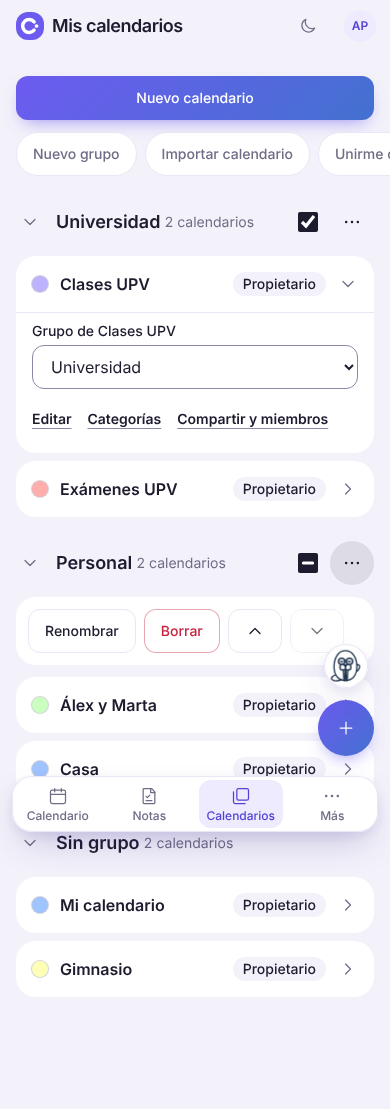 Mis calendarios
AP
Nuevo calendario
Nuevo grupo
Importar calendario
Unirme
Universidad 2 calendarios
Clases UPV
Propietario
Grupo de Clases UPV
Universidad
Editar
Categorías
Compartir y miembros
Exámenes UPV
Propietario
Personal 2 calendarios
Renombrar
Borrar
Álex y Marta
Propietario
Casa
Propietario
Calendario
Notas
Calendarios
Más
Sin grupo 2 calendarios
Mi calendario
Propietario
Gimnasio
Propietario